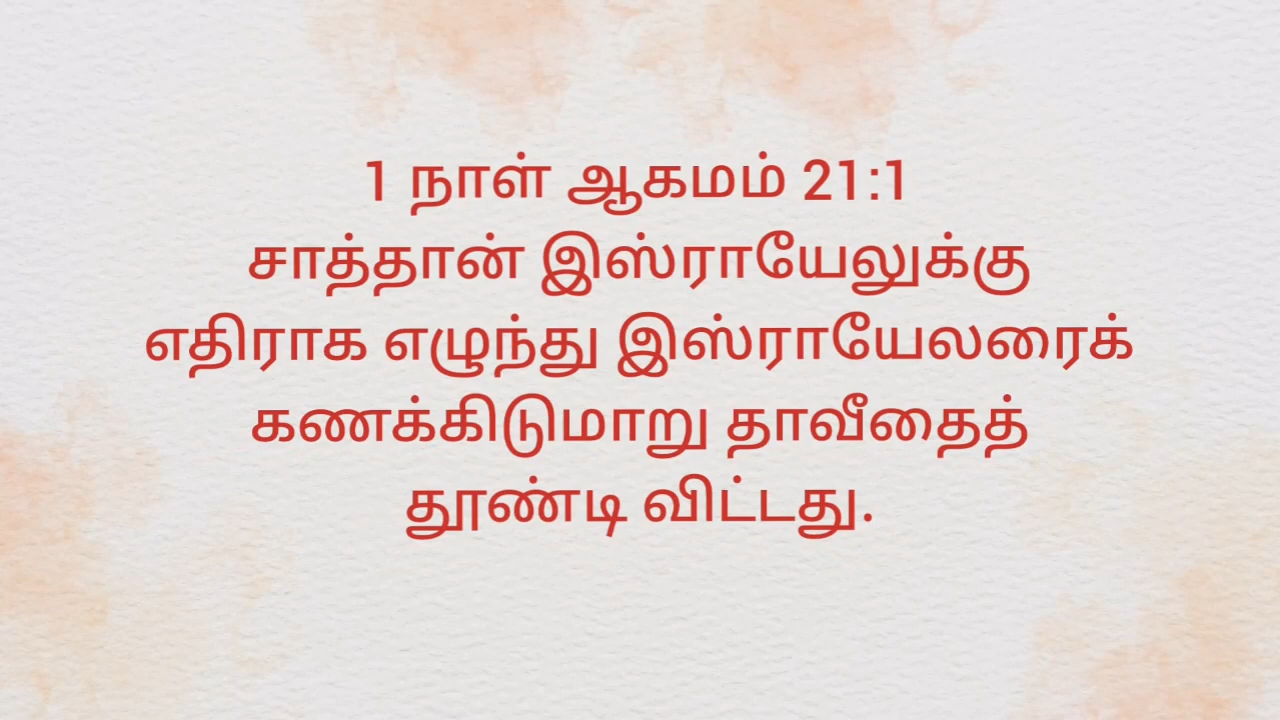 1 நாள் ஆகமம் 21:1
சாத்தான் இஸ்ராயேலுக்கு
எதிராக எழுந்து இஸ்ராயேலரைக்
கணக்கிடுமாறு தாவீதைத்
தூண்டி விட்டது.